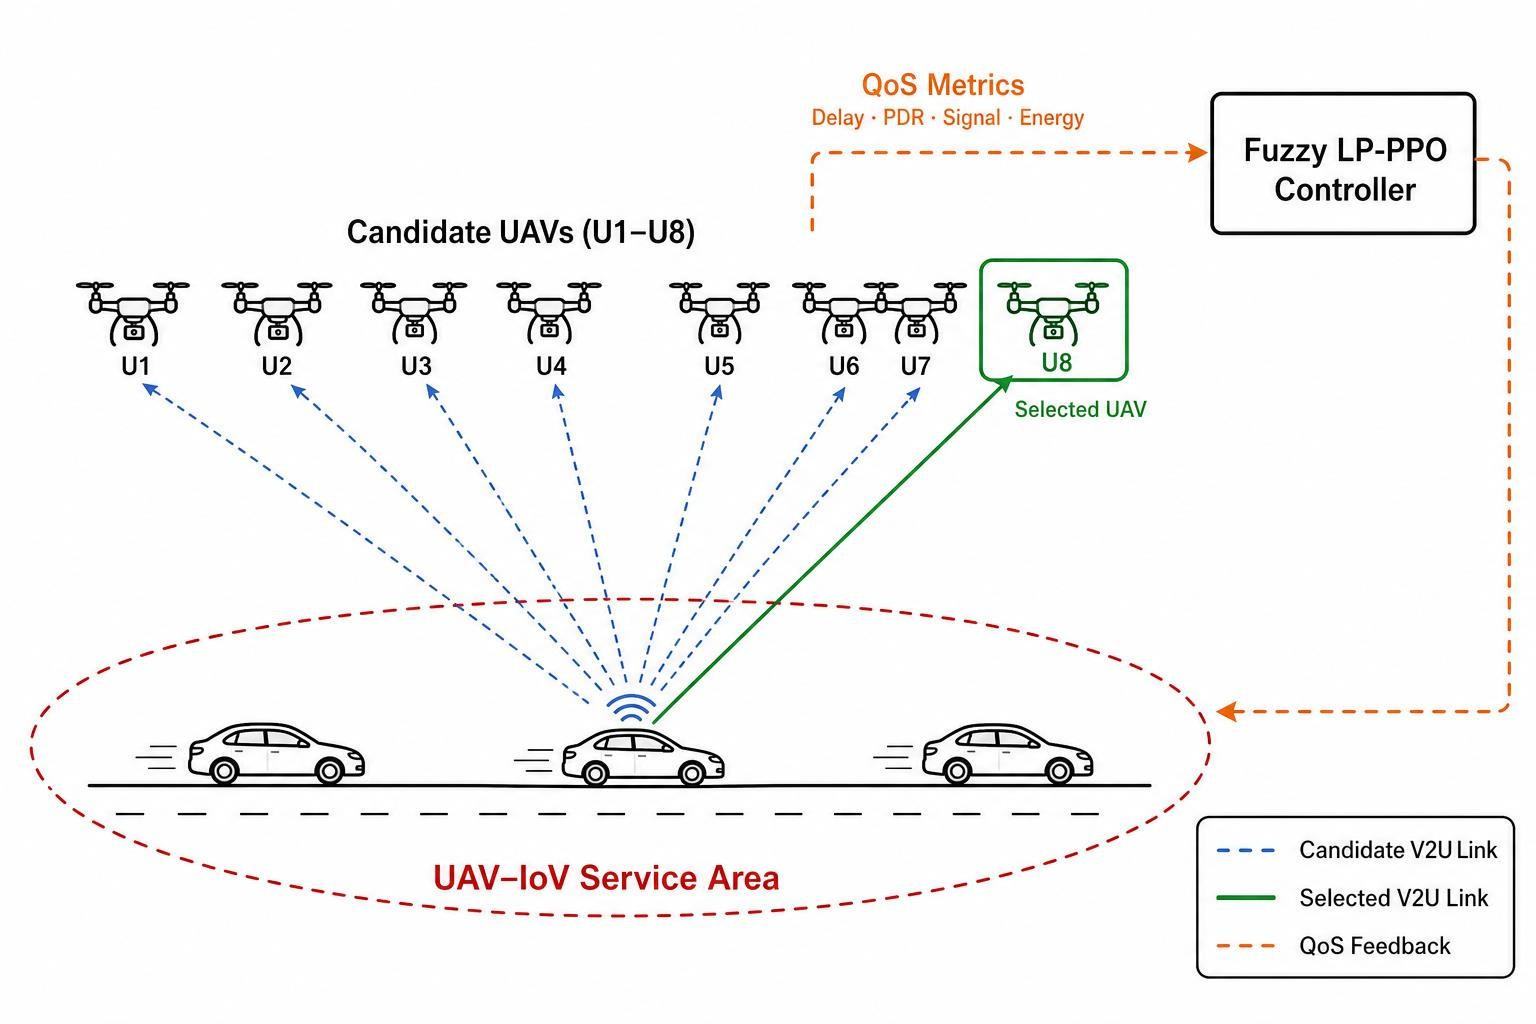 QoS Metrics
Delay · PDR · Signal · Energy
Fuzzy LP-PPO
Controller
Candidate UAVs (U1–U8)
U1
U2
U3
U4
U5
U6
U7
U8
Selected UAV
UAV–IoV Service Area
Candidate V2U Link
Selected V2U Link
QoS Feedback